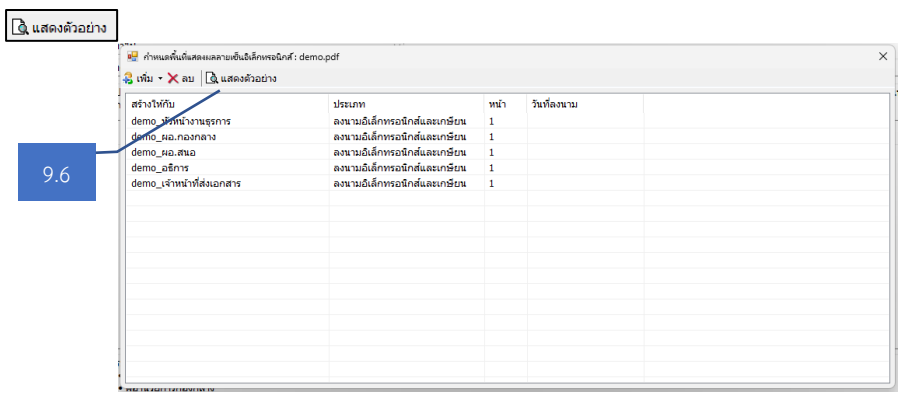 แสดงตัวอย่าง
กำหนดพื้นที่แสดงผลลายเซ็นอิเล็กทรอนิกส์ : demo.pdf
เพิ่ม ลบ แสดงตัวอย่าง
สร้างให้กับ ประเภท หน้า วันที่ลงนาม
demo_หัวหน้างานธุรการ ลงนามอิเล็กทรอนิกส์และเกษียน 1
demo_ผอ.กองกลาง ลงนามอิเล็กทรอนิกส์และเกษียน 1
demo_ผอ.สนอ ลงนามอิเล็กทรอนิกส์และเกษียน 1
demo_อธิการ ลงนามอิเล็กทรอนิกส์และเกษียน 1
demo_เจ้าหน้าที่ส่งเอกสาร ลงนามอิเล็กทรอนิกส์และเกษียน 1
9.6